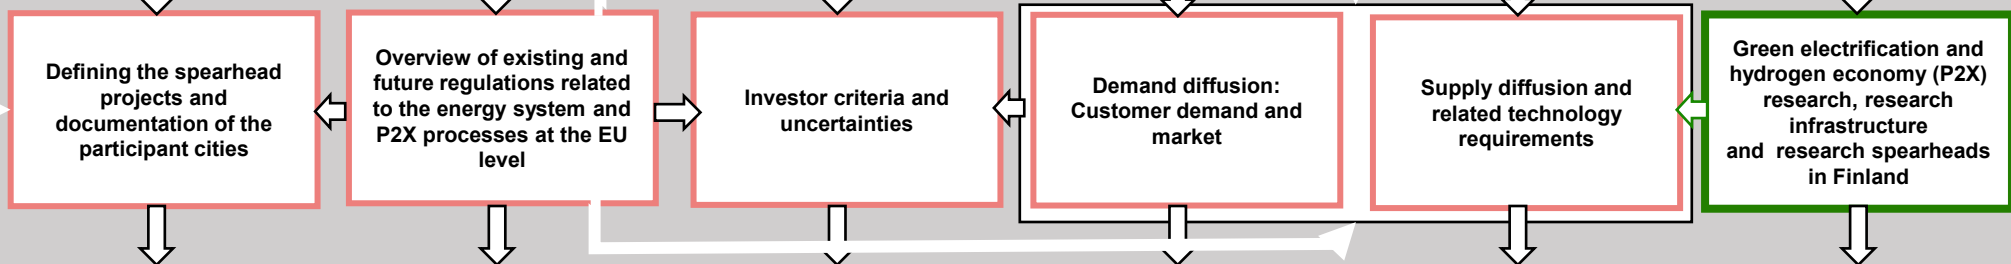 Defining the spearhead
projects and
documentation of the
participant cities
Overview of existing and
future regulations related
to the energy system and
P2X processes at the EU
level
Investor criteria and
uncertainties
Demand diffusion:
Customer demand and
market
Supply diffusion and
related technology
requirements
Green electrification and
hydrogen economy (P2X)
research, research
infrastructure
and  research spearheads
in Finland